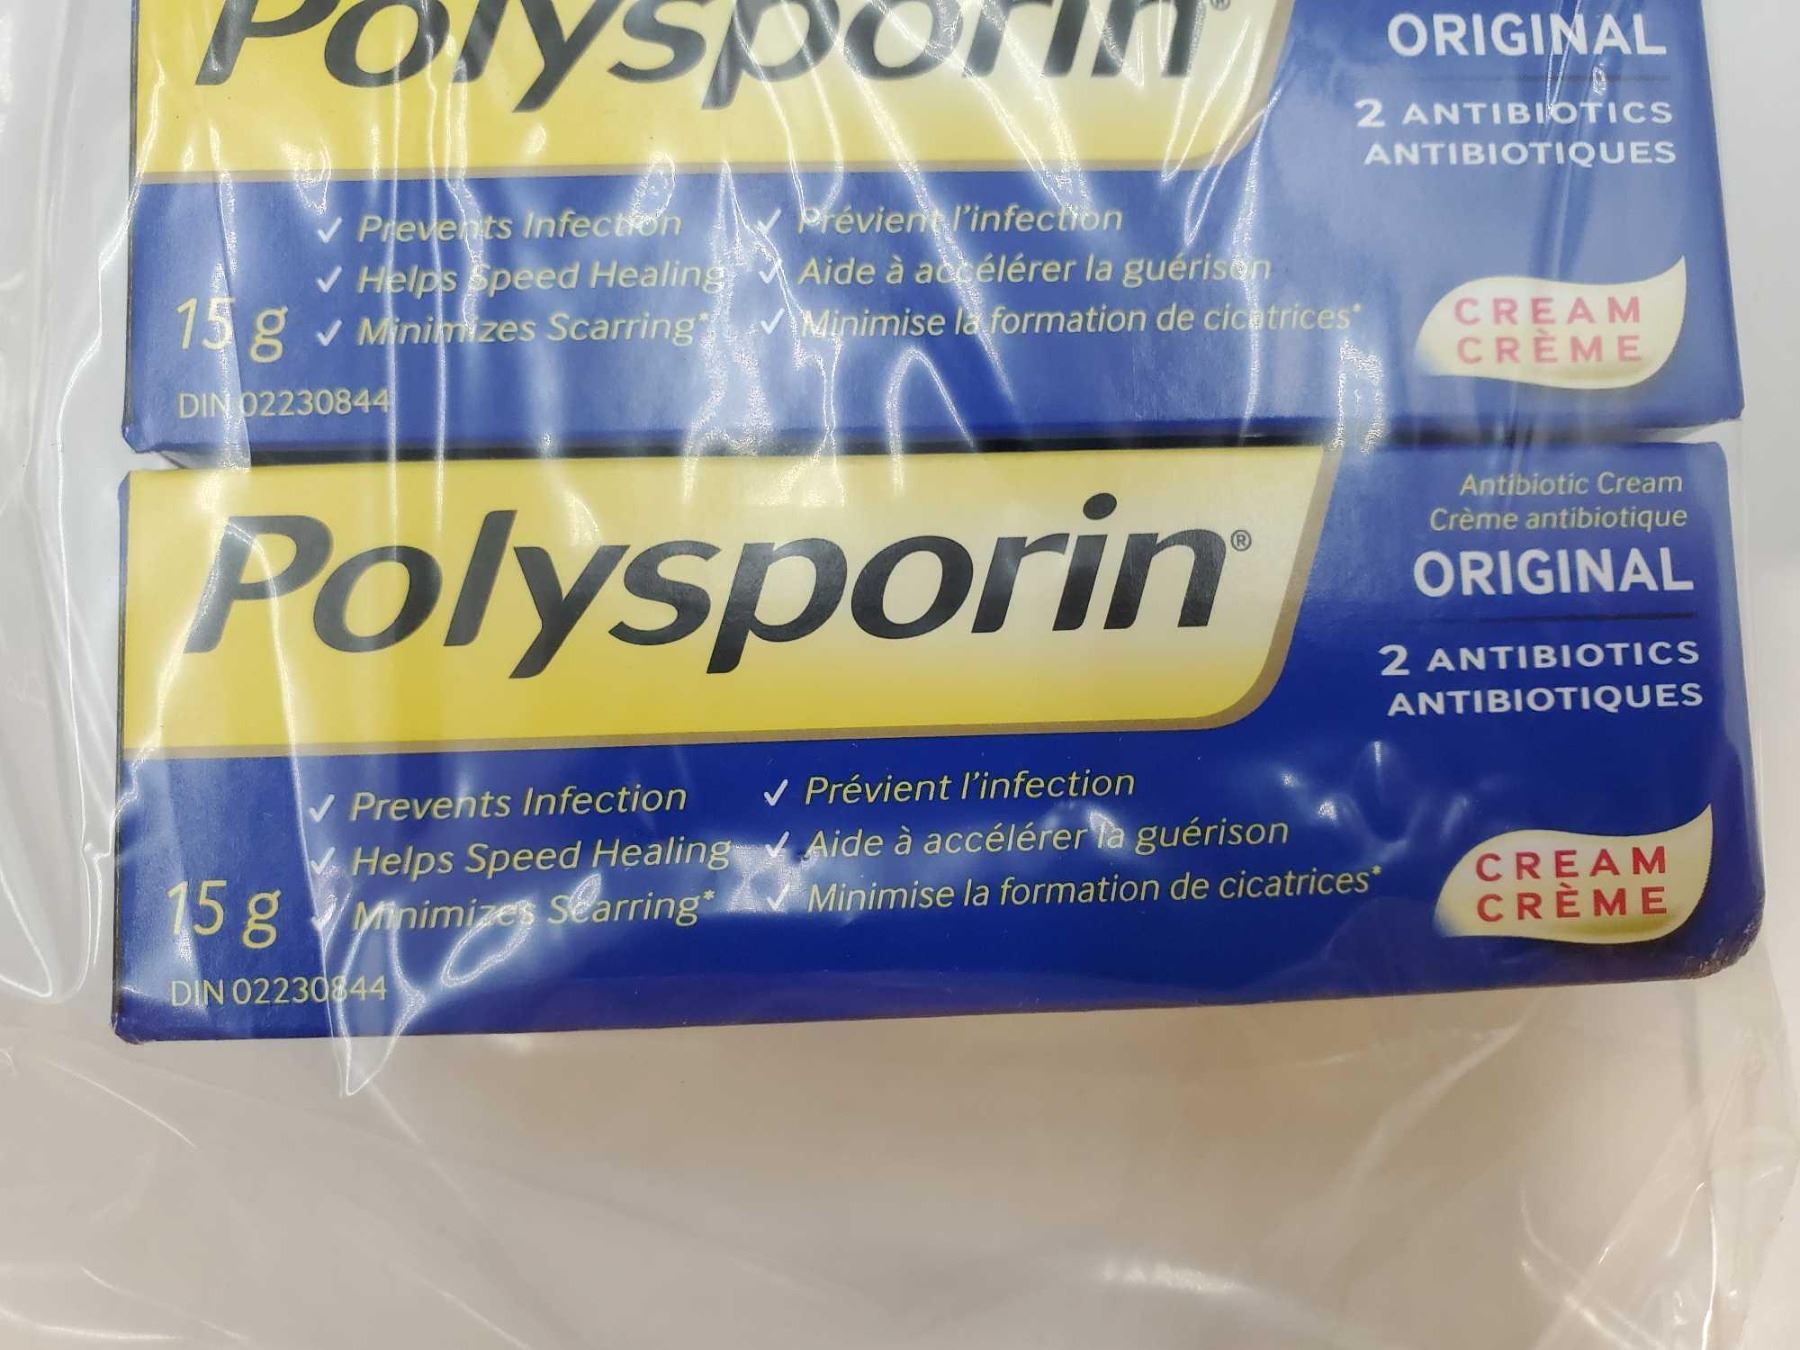 Polysporin®
ORIGINAL
2 ANTIBIOTICS
ANTIBIOTIQUES
✓ Prevents Infection
✓ Helps Speed Healing
✓ Minimizes Scarring*
✓ Prévient l'infection
✓ Aide à accélérer la guérison
✓ Minimise la formation de cicatrices*
15 g
DIN 02230844
CREAM
CRÈME
Polysporin®
Antibiotic Cream
Crème antibiotique
ORIGINAL
2 ANTIBIOTICS
ANTIBIOTIQUES
✓ Prevents Infection
✓ Helps Speed Healing
✓ Minimizes Scarring*
✓ Prévient l'infection
✓ Aide à accélérer la guérison
✓ Minimise la formation de cicatrices*
15 g
DIN 02230844
CREAM
CRÈME